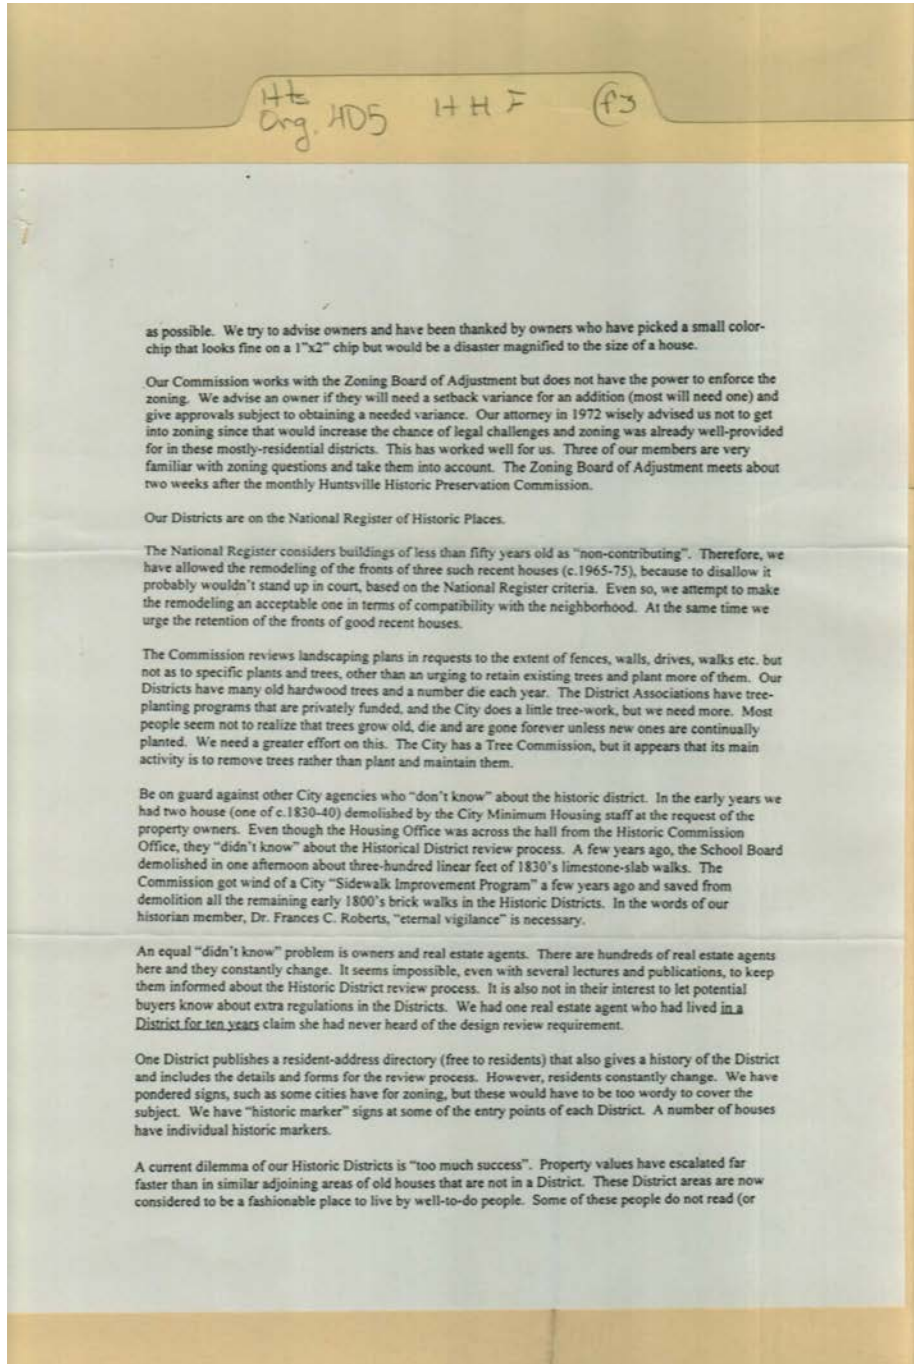 Hts
Org. 4D5 H H F f3
as possible. We try to advise owners and have been thanked by owners who have picked a small color-
chip that looks fine on a 1"x2" chip but would be a disaster magnified to the size of a house.
Our Commission works with the Zoning Board of Adjustment but does not have the power to enforce the
zoning. We advise an owner if they will need a setback variance for an addition (most will need one) and
give approvals subject to obtaining a needed variance. Our attorney in 1972 wisely advised us not to get
into zoning since that would increase the chance of legal challenges and zoning was already well-provided
for in these mostly-residential districts. This has worked well for us. Three of our members are very
familiar with zoning questions and take them into account. The Zoning Board of Adjustment meets about
two weeks after the monthly Huntsville Historic Preservation Commission.
Our Districts are on the National Register of Historic Places.
The National Register considers buildings of less than fifty years old as "non-contributing". Therefore, we
have allowed the remodeling of the fronts of three such recent houses (c.1965-75), because to disallow it
probably wouldn't stand up in court, based on the National Register criteria. Even so, we attempt to make
the remodeling an acceptable one in terms of compatibility with the neighborhood. At the same time we
urge the retention of the fronts of good recent houses.
The Commission reviews landscaping plans in requests to the extent of fences, walls, drives, walks etc. but
not as to specific plants and trees, other than an urging to retain existing trees and plant more of them. Our
Districts have many old hardwood trees and a number die each year. The District Associations have tree-
planting programs that are privately funded, and the City does a little tree-work, but we need more. Most
people seem not to realize that trees grow old, die and are gone forever unless new ones are continually
planted. We need a greater effort on this. The City has a Tree Commission, but it appears that its main
activity is to remove trees rather than plant and maintain them.
Be on guard against other City agencies who "don't know" about the historic district. In the early years we
had two house (one of c.1830-40) demolished by the City Minimum Housing staff at the request of the
property owners. Even though the Housing Office was across the hall from the Historic Commission
Office, they "didn't know" about the Historical District review process. A few years ago, the School Board
demolished in one afternoon about three-hundred linear feet of 1830's limestone-slab walks. The
Commission got wind of a City "Sidewalk Improvement Program" a few years ago and saved from
demolition all the remaining early 1800's brick walks in the Historic Districts. In the words of our
historian member, Dr. Frances C. Roberts, "eternal vigilance" is necessary.
An equal "didn't know" problem is owners and real estate agents. There are hundreds of real estate agents
here and they constantly change. It seems impossible, even with several lectures and publications, to keep
them informed about the Historic District review process. It is also not in their interest to let potential
buyers know about extra regulations in the Districts. We had one real estate agent who had lived in a
District for ten years claim she had never heard of the design review requirement.
One District publishes a resident-address directory (free to residents) that also gives a history of the District
and includes the details and forms for the review process. However, residents constantly change. We have
pondered signs, such as some cities have for zoning, but these would have to be too wordy to cover the
subject. We have "historic marker" signs at some of the entry points of each District. A number of houses
have individual historic markers.
A current dilemma of our Historic Districts is "too much success". Property values have escalated far
faster than in similar adjoining areas of old houses that are not in a District. These District areas are now
considered to be a fashionable place to live by well-to-do people. Some of these people do not read (or